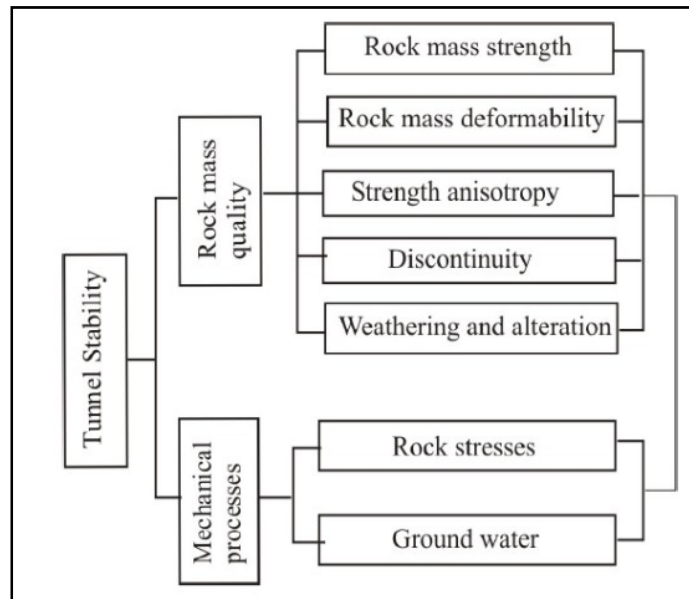 Tunnel Stability
Rock mass
quality
Rock mass strength
Rock mass deformability
Strength anisotropy
Discontinuity
Weathering and alteration
Mechanical
processes
Rock stresses
Ground water